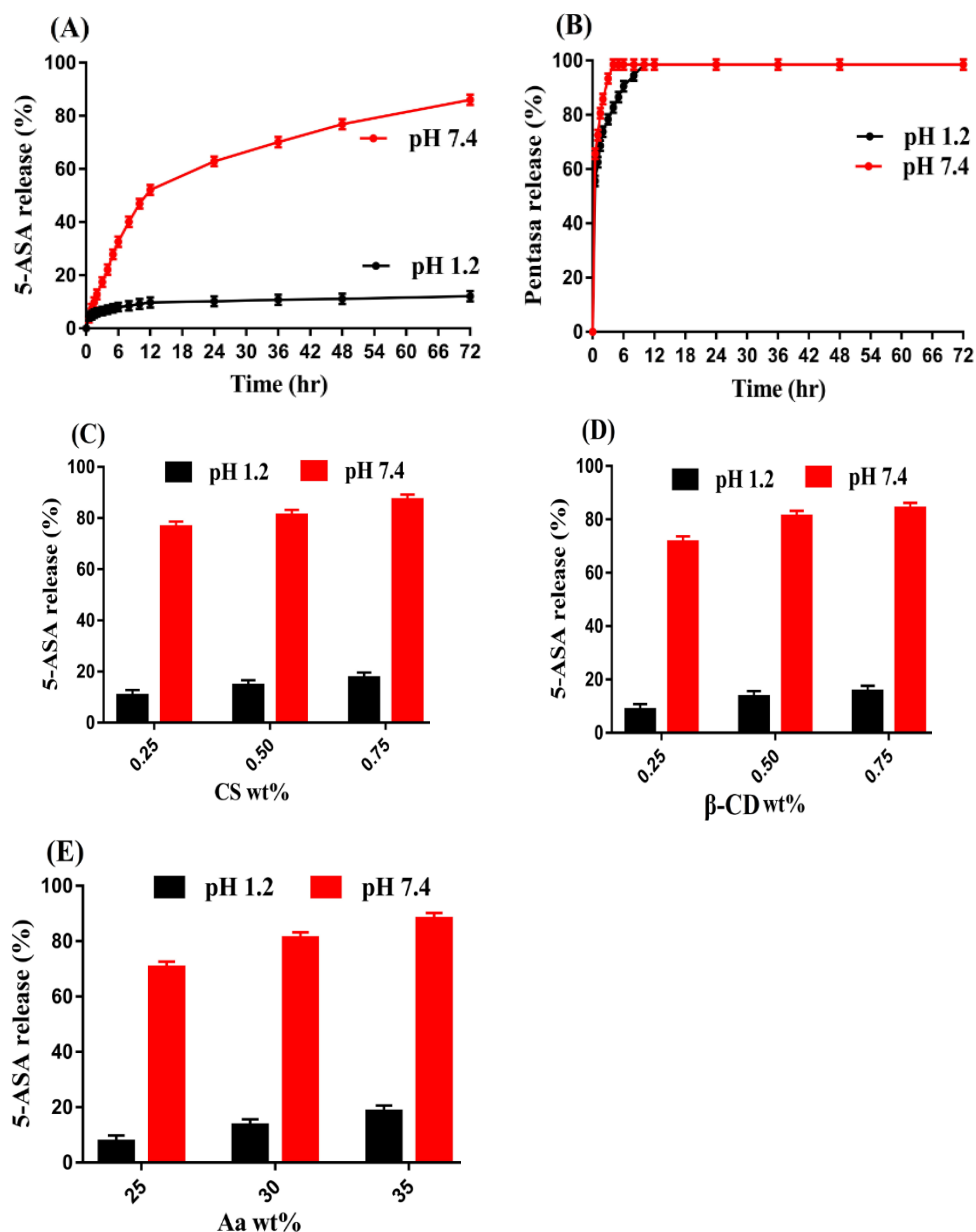 (A)
100
80
60
40
20
0
5-ASA release (%)
pH 7.4
pH 1.2
0 6 12 18 24 30 36 42 48 54 60 66 72
Time (hr)
(B)
100
80
60
40
20
0
Pentasa release (%)
pH 1.2
pH 7.4
0 6 12 18 24 30 36 42 48 54 60 66 72
Time (hr)
(C)
pH 1.2 pH 7.4
100
80
60
40
20
0
5-ASA release (%)
0.25 0.50 0.75
CS wt%
(D)
pH 1.2 pH 7.4
100
80
60
40
20
0
5-ASA release (%)
0.25 0.50 0.75
β-CD wt%
(E)
pH 1.2 pH 7.4
100
80
60
40
20
0
5-ASA release (%)
25 30 35
Aa wt%